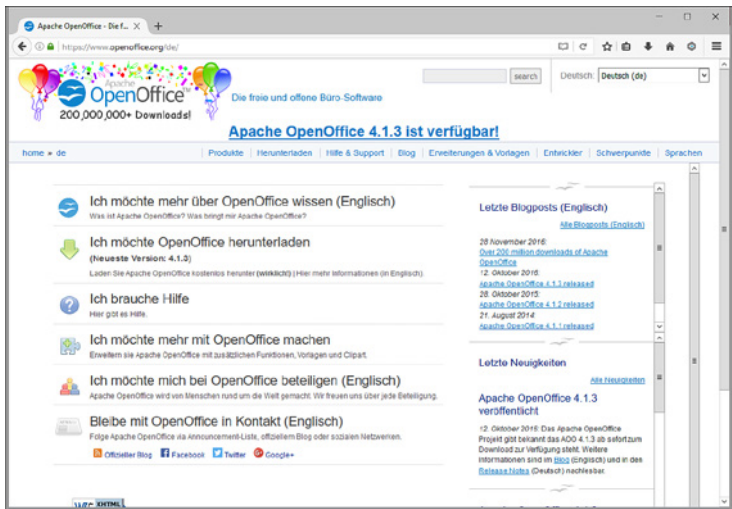 Apache OpenOffice - Die f...
https://www.openoffice.org/de/
Apache
OpenOffice™
200,000,000+ Downloads!
Die freie und offene Büro-Software
search
Deutsch:
Deutsch (de)
Apache OpenOffice 4.1.3 ist verfügbar!
home » de
Produkte
Herunterladen
Hilfe & Support
Blog
Erweiterungen & Vorlagen
Entwickler
Schwerpunkte
Sprachen
Ich möchte mehr über OpenOffice wissen (Englisch)
Was ist Apache OpenOffice? Was bringt mir Apache OpenOffice?
Ich möchte OpenOffice herunterladen
(Neueste Version: 4.1.3)
Laden Sie Apache OpenOffice kostenlos herunter (wirklich!) | Hier mehr Informationen (in Englisch).
Ich brauche Hilfe
Hier gibt es Hilfe.
Ich möchte mehr mit OpenOffice machen
Erweitern sie Apache OpenOffice mit zusätzlichen Funktionen, Vorlagen und Clipart.
Ich möchte mich bei OpenOffice beteiligen (Englisch)
Apache OpenOffice wird von Menschen rund um die Welt gemacht. Wir freuen uns über jede Beteiligung.
Bleibe mit OpenOffice in Kontakt (Englisch)
Folge Apache OpenOffice via Announcement-Liste, offiziellem Blog oder sozialen Netzwerken.
Offizieller Blog
Facebook
Twitter
Google+
Letzte Blogposts (Englisch)
Alle Blogposts (Englisch)
28 November 2016:
Over 200 million downloads of Apache
OpenOffice
12. Oktober 2016:
Apache OpenOffice 4.1.3 released
28. Oktober 2015:
Apache OpenOffice 4.1.2 released
21. August 2014:
Apache OpenOffice 4.1.1 released
Letzte Neuigkeiten
Alle Neuigkeiten
Apache OpenOffice 4.1.3
veröffentlicht
12. Oktober 2016: Das Apache OpenOffice
Projekt gibt bekannt das AOO 4.1.3 ab sofort zum
Download zur Verfügung steht. Weitere
Informationen sind im Blog (Englisch) und in den
Release Notes (Deutsch) nachlesbar.
W3C XHTML